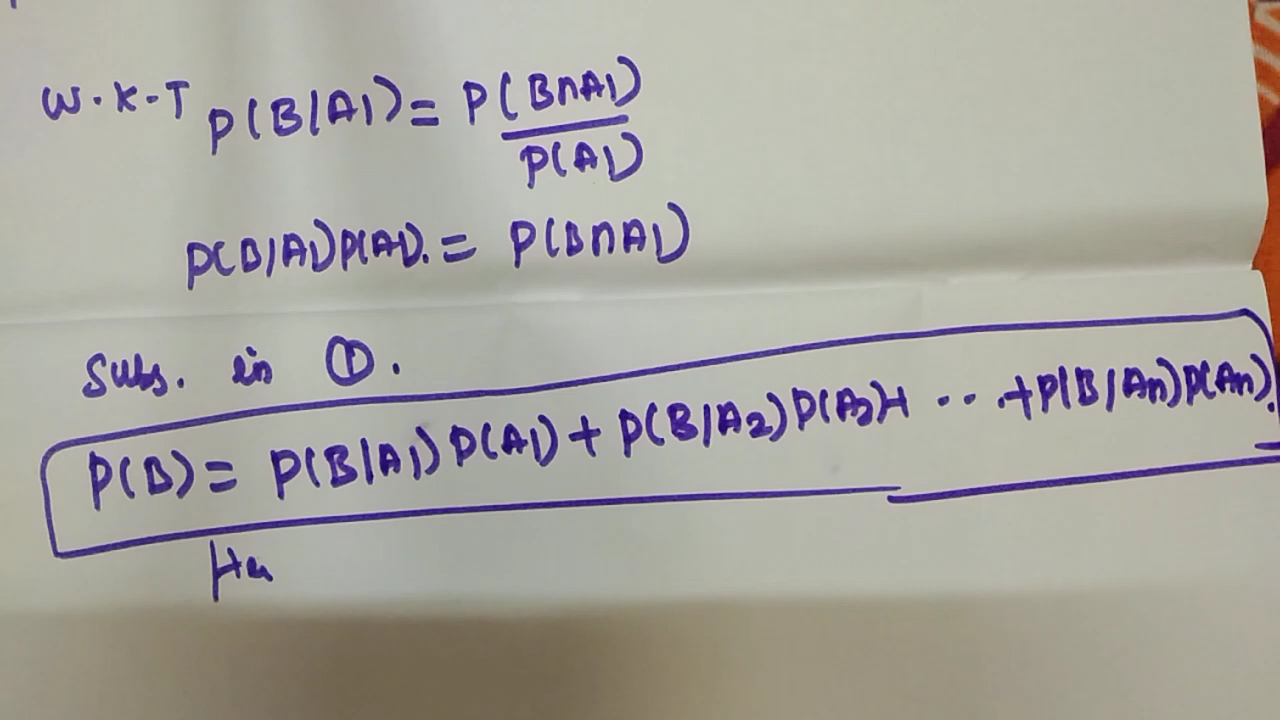 W.K.T P(B/A1) = P(B∩A1)
P(A1)
P(B/A1)P(A1). = P(B∩A1)
Subs. in ①.
P(B) = P(B/A1) P(A1) + P(B/A2) P(A2)+ ... + P(B/An) P(An).